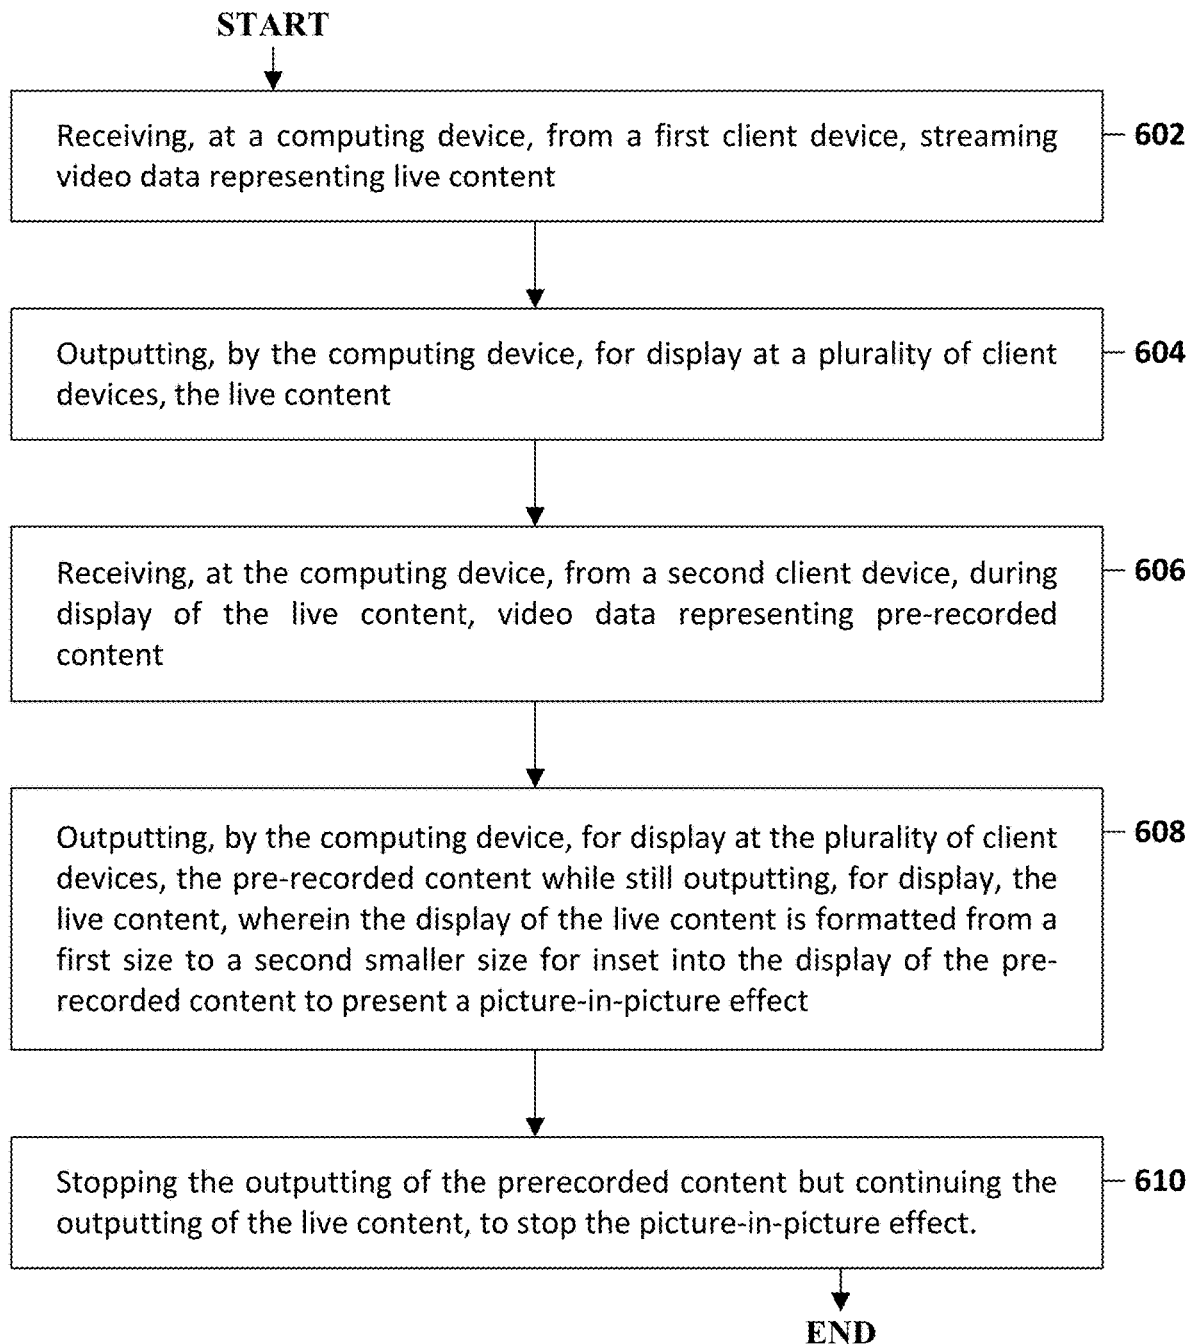 START
Receiving, at a computing device, from a first client device, streaming
video data representing live content
602
Outputting, by the computing device, for display at a plurality of client
devices, the live content
604
Receiving, at the computing device, from a second client device, during
display of the live content, video data representing pre-recorded
content
606
Outputting, by the computing device, for display at the plurality of client
devices, the pre-recorded content while still outputting, for display, the
live content, wherein the display of the live content is formatted from a
first size to a second smaller size for inset into the display of the pre-
recorded content to present a picture-in-picture effect
608
Stopping the outputting of the prerecorded content but continuing the
outputting of the live content, to stop the picture-in-picture effect.
610
END